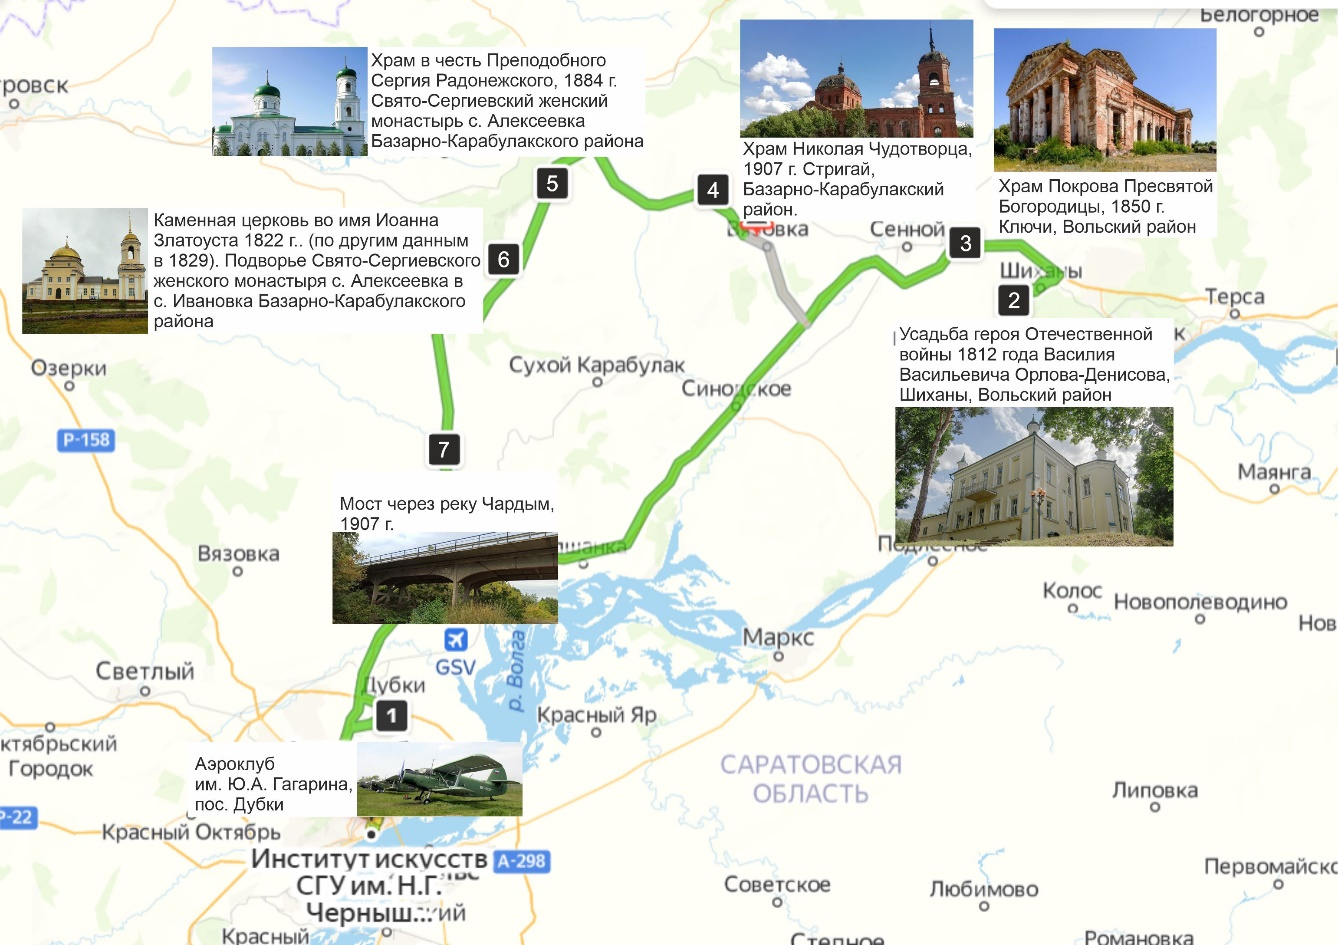 Белогорное
Храм в честь Преподобного
Сергия Радонежского, 1884 г.
Свято-Сергиевский женский
монастырь с. Алексеевка
Базарно-Карабулакского района
Храм Николая Чудотворца,
1907 г. Стригай,
Базарно-Карабулакский
район.
Храм Покрова Пресвятой
Богородицы, 1850 г.
Ключи, Вольский район
5
4
Каменная церковь во имя Иоанна
Златоуста 1822 г.. (по другим данным
в 1829). Подворье Свято-Сергиевского
женского монастыря с. Алексеевка в
с. Ивановка Базарно-Карабулакского
района
6
Сенной
3
Шиханы
2
Терса
Усадьба героя Отечественной
войны 1812 года Василия
Васильевича Орлова-Денисова,
Шиханы, Вольский район
Озерки
Сухой Карабулак
Синодское
Р-158
7
Маянга
Мост через реку Чардым,
1907 г.
Вязовка
Подлесное
Колос
Новополеводино
Маркс
GSV
р. Волга
Светлый
Дубки
1
Красный Яр
Городок
САРАТОВСКАЯ
ОБЛАСТЬ
Аэроклуб
им. Ю.А. Гагарина,
пос. Дубки
Липовка
Красный Октябрь
Институт искусств
СГУ им. Н.Г.
Черныш...
А-298
Советское
Любимово
Красный
Степное
Романовка